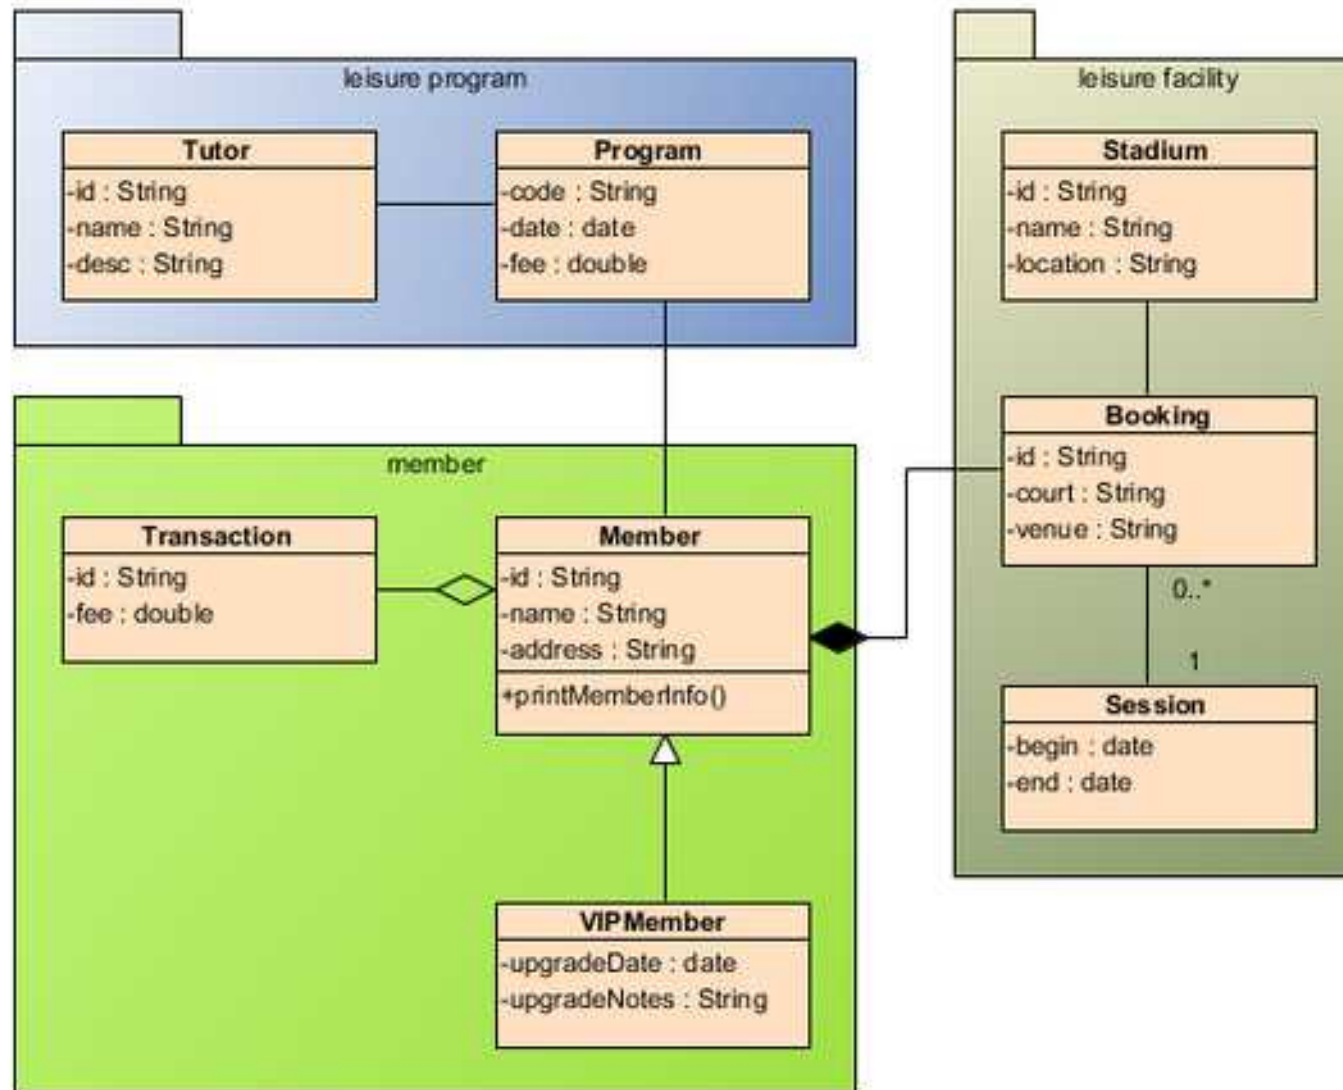 leisure program
Tutor
-id : String
-name : String
-desc : String
Program
-code : String
-date : date
-fee : double
member
Transaction
-id : String
-fee : double
Member
-id : String
-name : String
-address : String
+printMemberInfo()
VIPMember
-upgradeDate : date
-upgradeNotes : String
leisure facility
Stadium
-id : String
-name : String
-location : String
Booking
-id : String
-court : String
-venue : String
0..*
1
Session
-begin : date
-end : date